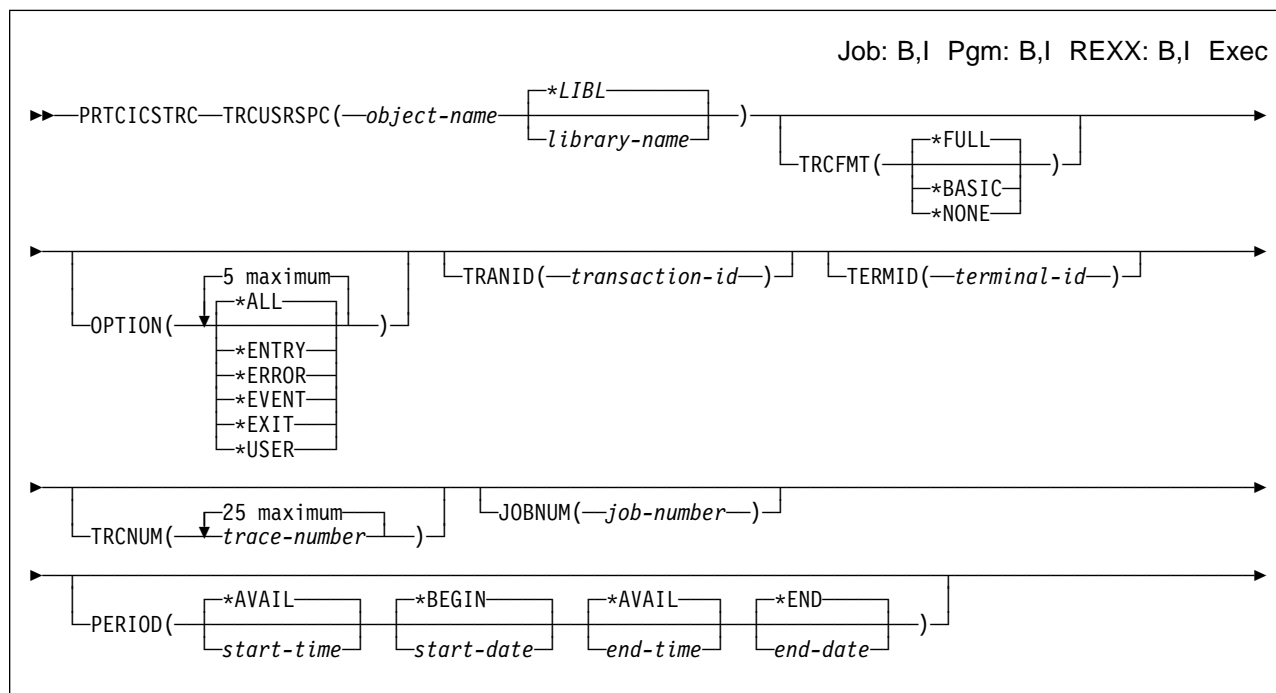 Job: B,I Pgm: B,I REXX: B,I Exec
PRTCICSTRC TRCUSRSPC( object-name *LIBL )
library-name
TRCFMT( *FULL )
*BASIC
*NONE
OPTION( 5 maximum )
*ALL
*ENTRY
*ERROR
*EVENT
*EXIT
*USER
TRANID( transaction-id )
TERMID( terminal-id )
TRCNUM( 25 maximum
trace-number )
JOBNUM( job-number )
PERIOD( *AVAIL *BEGIN *AVAIL *END )
start-time start-date end-time end-date